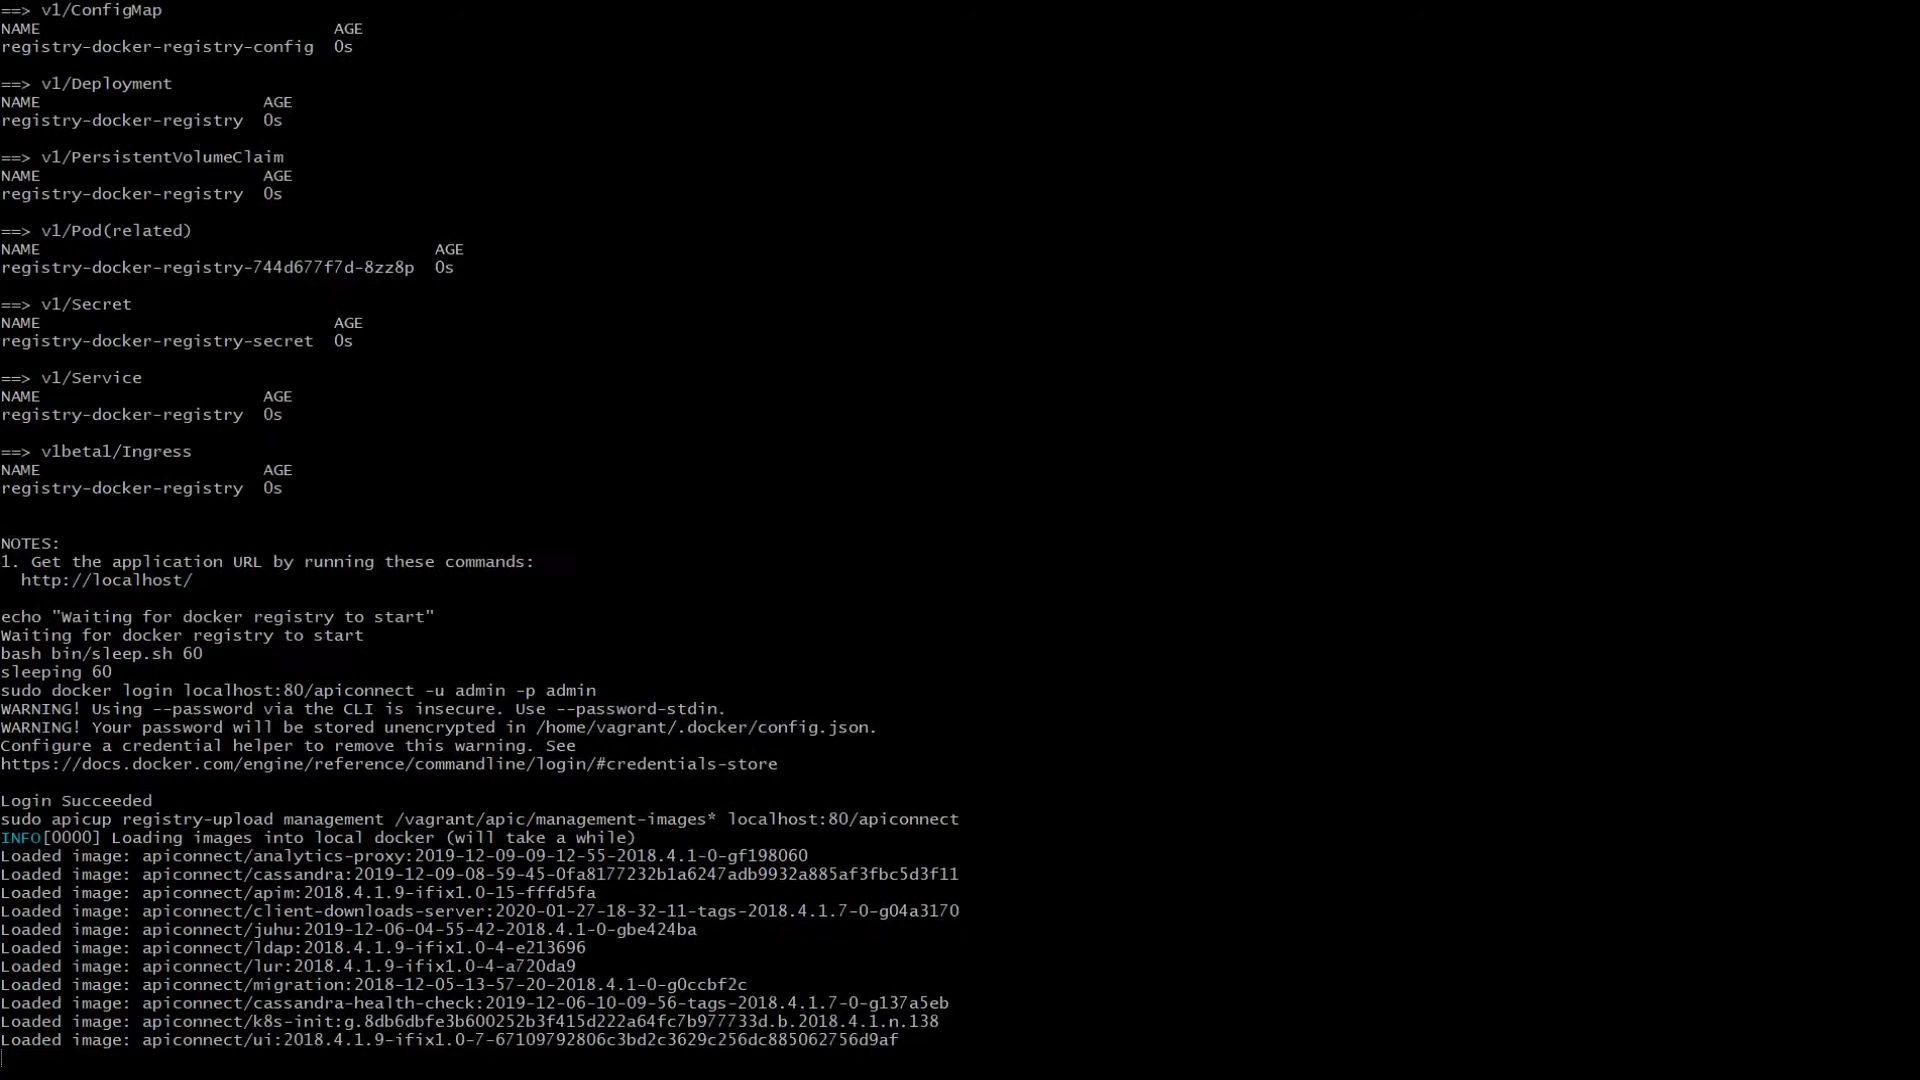 ==> v1/ConfigMap
NAME AGE
registry-docker-registry-config 0s
==> v1/Deployment
NAME AGE
registry-docker-registry 0s
==> v1/PersistentVolumeClaim
NAME AGE
registry-docker-registry 0s
==> v1/Pod(related)
NAME AGE
registry-docker-registry-744d677f7d-8zz8p 0s
==> v1/Secret
NAME AGE
registry-docker-registry-secret 0s
==> v1/Service
NAME AGE
registry-docker-registry 0s
==> v1beta1/Ingress
NAME AGE
registry-docker-registry 0s
NOTES:
1. Get the application URL by running these commands:
http://localhost/
echo "Waiting for docker registry to start"
Waiting for docker registry to start
bash bin/sleep.sh 60
sleeping 60
sudo docker login localhost:80/apiconnect -u admin -p admin
WARNING! Using --password via the CLI is insecure. Use --password-stdin.
WARNING! Your password will be stored unencrypted in /home/vagrant/.docker/config.json.
Configure a credential helper to remove this warning. See
https://docs.docker.com/engine/reference/commandline/login/#credentials-store
Login Succeeded
sudo apicup registry-upload management /vagrant/apic/management-images* localhost:80/apiconnect
INFO[0000] Loading images into local docker (will take a while)
Loaded image: apiconnect/analytics-proxy:2019-12-09-09-12-55-2018.4.1-0-gf198060
Loaded image: apiconnect/cassandra:2019-12-09-08-59-45-0fa8177232b1a6247adb9932a885af3fbc5d3f11
Loaded image: apiconnect/apim:2018.4.1.9-ifix1.0-15-fffd5fa
Loaded image: apiconnect/client-downloads-server:2020-01-27-18-32-11-tags-2018.4.1.7-0-g04a3170
Loaded image: apiconnect/juhu:2019-12-06-04-55-42-2018.4.1-0-gbe424ba
Loaded image: apiconnect/ldap:2018.4.1.9-ifix1.0-4-e213696
Loaded image: apiconnect/lur:2018.4.1.9-ifix1.0-4-a720da9
Loaded image: apiconnect/migration:2018-12-05-13-57-20-2018.4.1-0-g0ccbf2c
Loaded image: apiconnect/cassandra-health-check:2019-12-06-10-09-56-tags-2018.4.1.7-0-g137a5eb
Loaded image: apiconnect/k8s-init:g.8db6dbfe3b600252b3f415d222a64fc7b977733d.b.2018.4.1.n.138
Loaded image: apiconnect/ui:2018.4.1.9-ifix1.0-7-67109792806c3bd2c3629c256dc885062756d9af